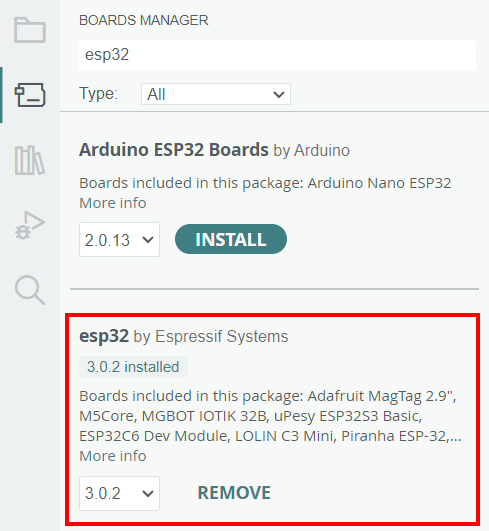 BOARDS MANAGER
esp32
Type: All
Arduino ESP32 Boards by Arduino
Boards included in this package: Arduino Nano ESP32
More info
2.0.13 INSTALL
esp32 by Espressif Systems
3.0.2 installed
Boards included in this package: Adafruit MagTag 2.9",
M5Core, MGBOT IOTIK 32B, uPesy ESP32S3 Basic,
ESP32C6 Dev Module, LOLIN C3 Mini, Piranha ESP-32,...
More info
3.0.2 REMOVE